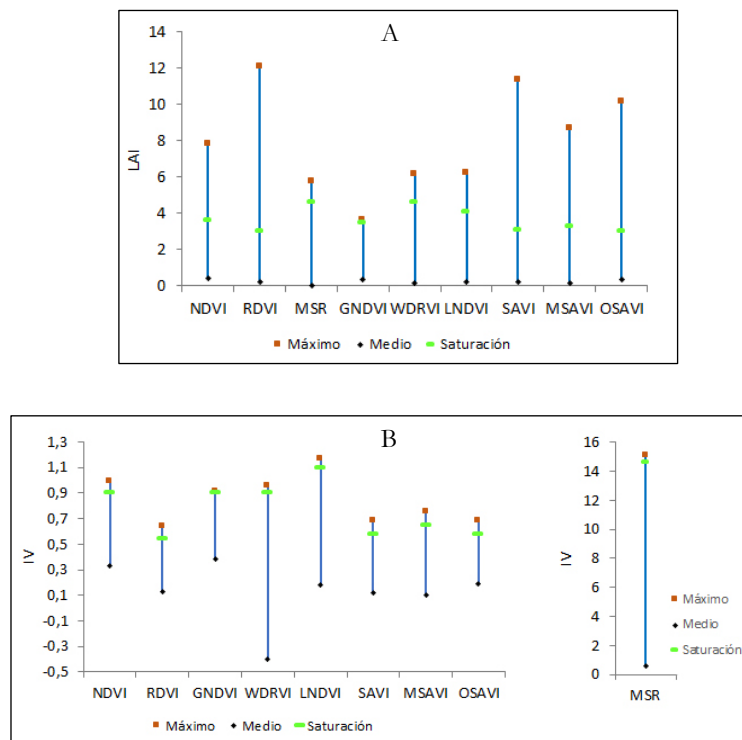 A
14
12
10
8
6
4
2
0
LAI
NDVI RDVI MSR GNDVI WDRVI LNDVI SAVI MSAVI OSAVI
Máximo Medio Saturación
B
1,3
1,1
0,9
0,7
0,5
0,3
0,1
-0,1
-0,3
-0,5
IV
NDVI RDVI GNDVI WDRVI LNDVI SAVI MSAVI OSAVI
Máximo Medio Saturación
16
14
12
10
8
6
4
2
0
IV
Máximo
Medio
Saturación
MSR